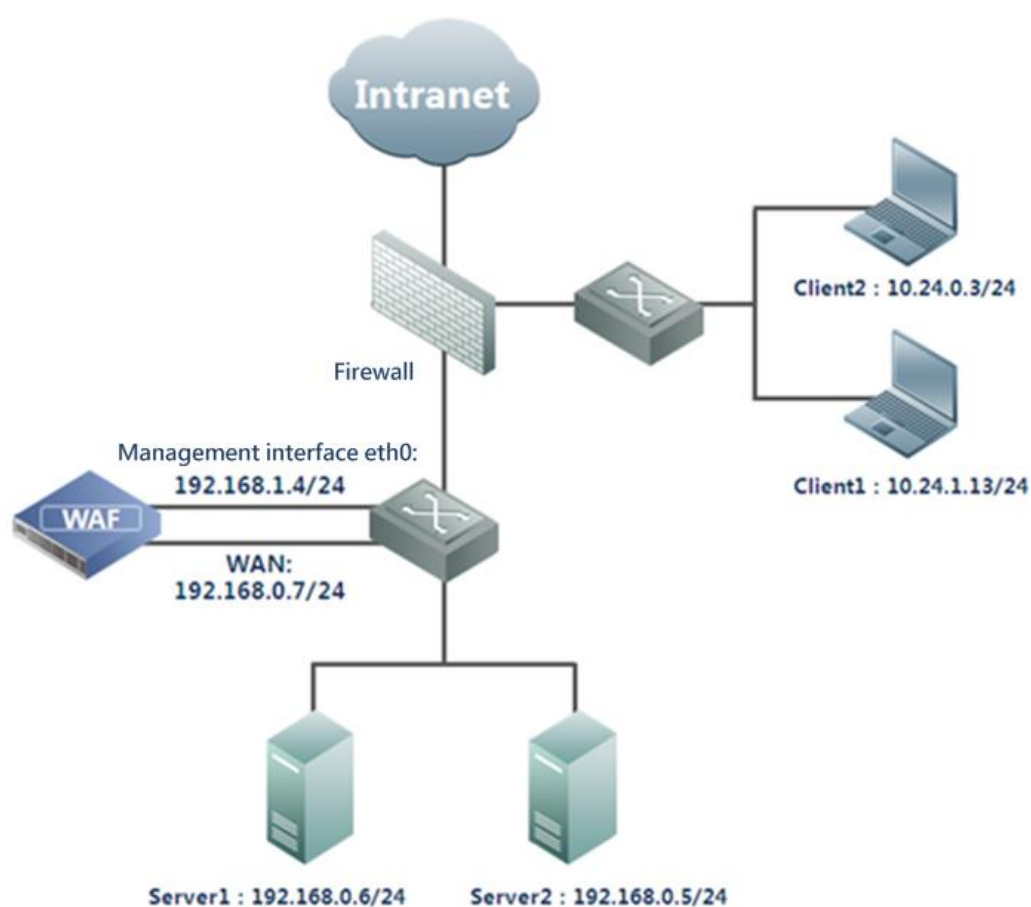 Intranet
Client2 : 10.24.0.3/24
Firewall
Client1 : 10.24.1.13/24
Management interface eth0:
192.168.1.4/24
WAF
WAN:
192.168.0.7/24
Server1 : 192.168.0.6/24
Server2 : 192.168.0.5/24